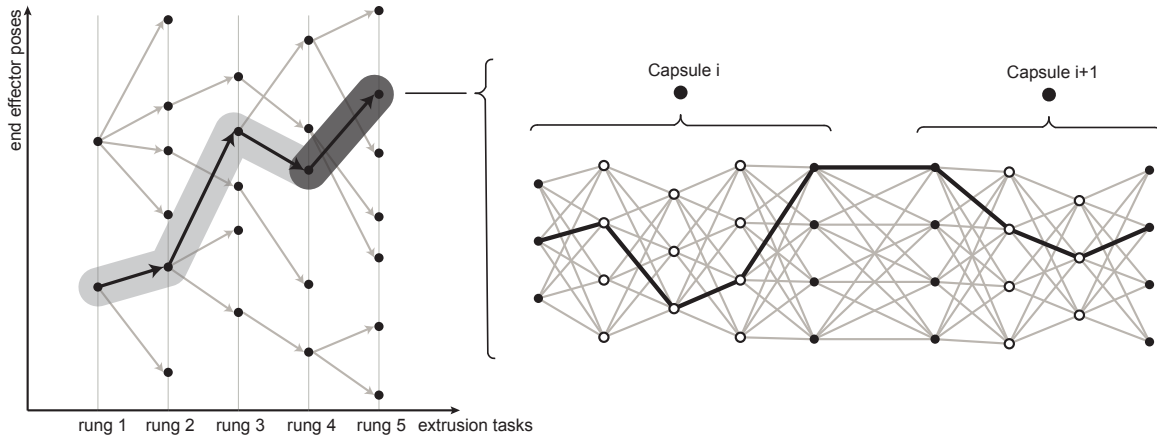 end effector poses
rung 1
rung 2
rung 3
rung 4
rung 5
extrusion tasks
Capsule i
Capsule i+1